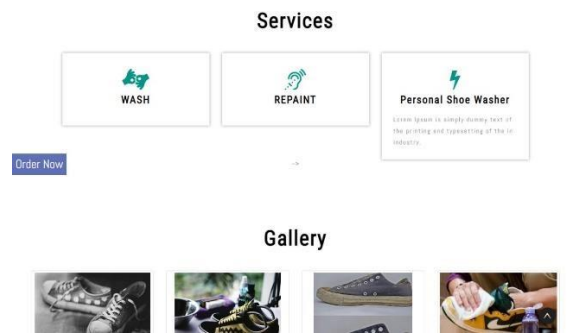 Services
WASH
REPAINT
Personal Shoe Washer
Lorem Ipsum is simply dummy text of
the printing and typesetting of the in
industry.
Order Now
-->
Gallery